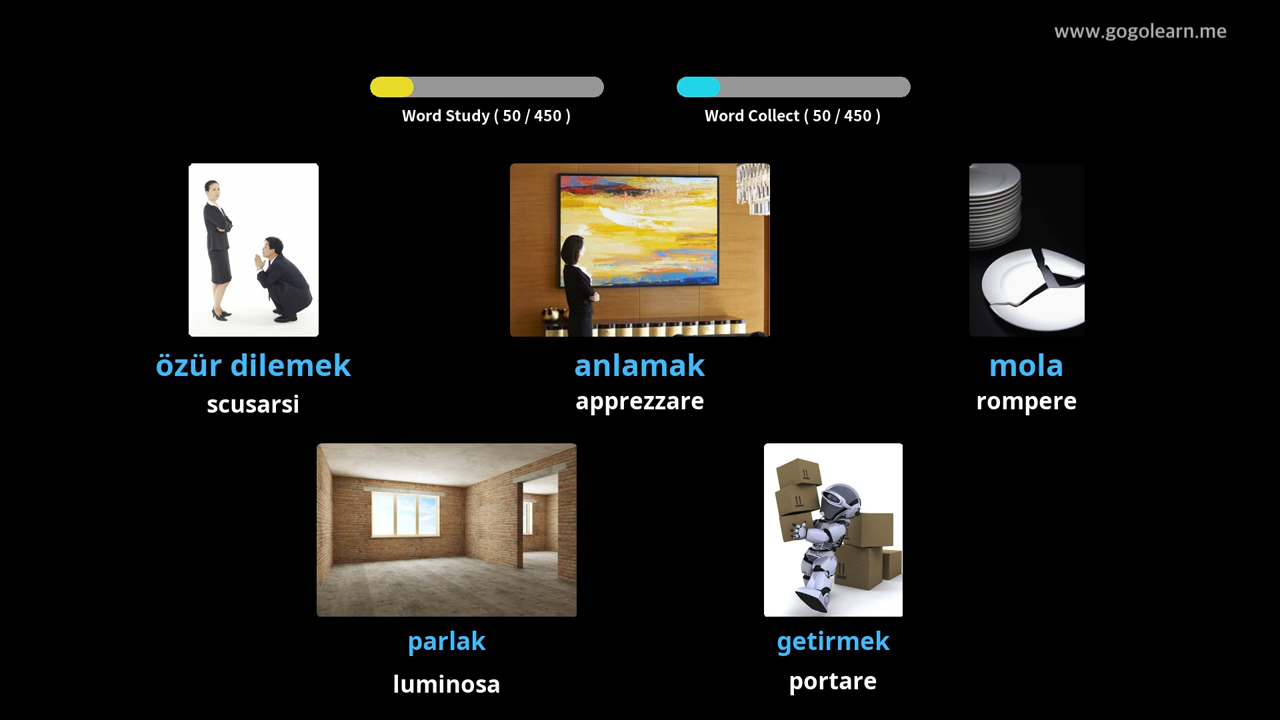 www.gogolearn.me
Word Study ( 50 / 450 )
Word Collect ( 50 / 450 )
özür dilemek
scusarsi
anlamak
apprezzare
mola
rompere
parlak
luminosa
getirmek
portare